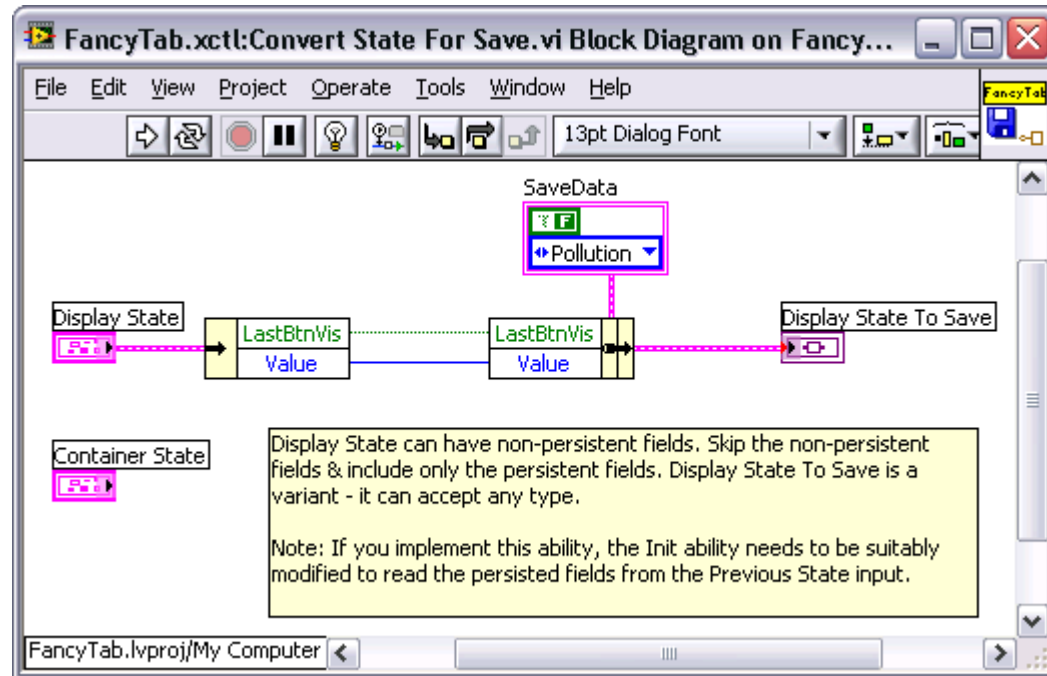 FancyTab.xctl:Convert State For Save.vi Block Diagram on Fancy...
File Edit View Project Operate Tools Window Help
FancyTab
13pt Dialog Font
SaveData
F
Pollution
Display State
LastBtnVis
Value
LastBtnVis
Value
Display State To Save
Container State
Display State can have non-persistent fields. Skip the non-persistent
fields & include only the persistent fields. Display State To Save is a
variant - it can accept any type.
Note: If you implement this ability, the Init ability needs to be suitably
modified to read the persisted fields from the Previous State input.
FancyTab.lvproj/My Computer